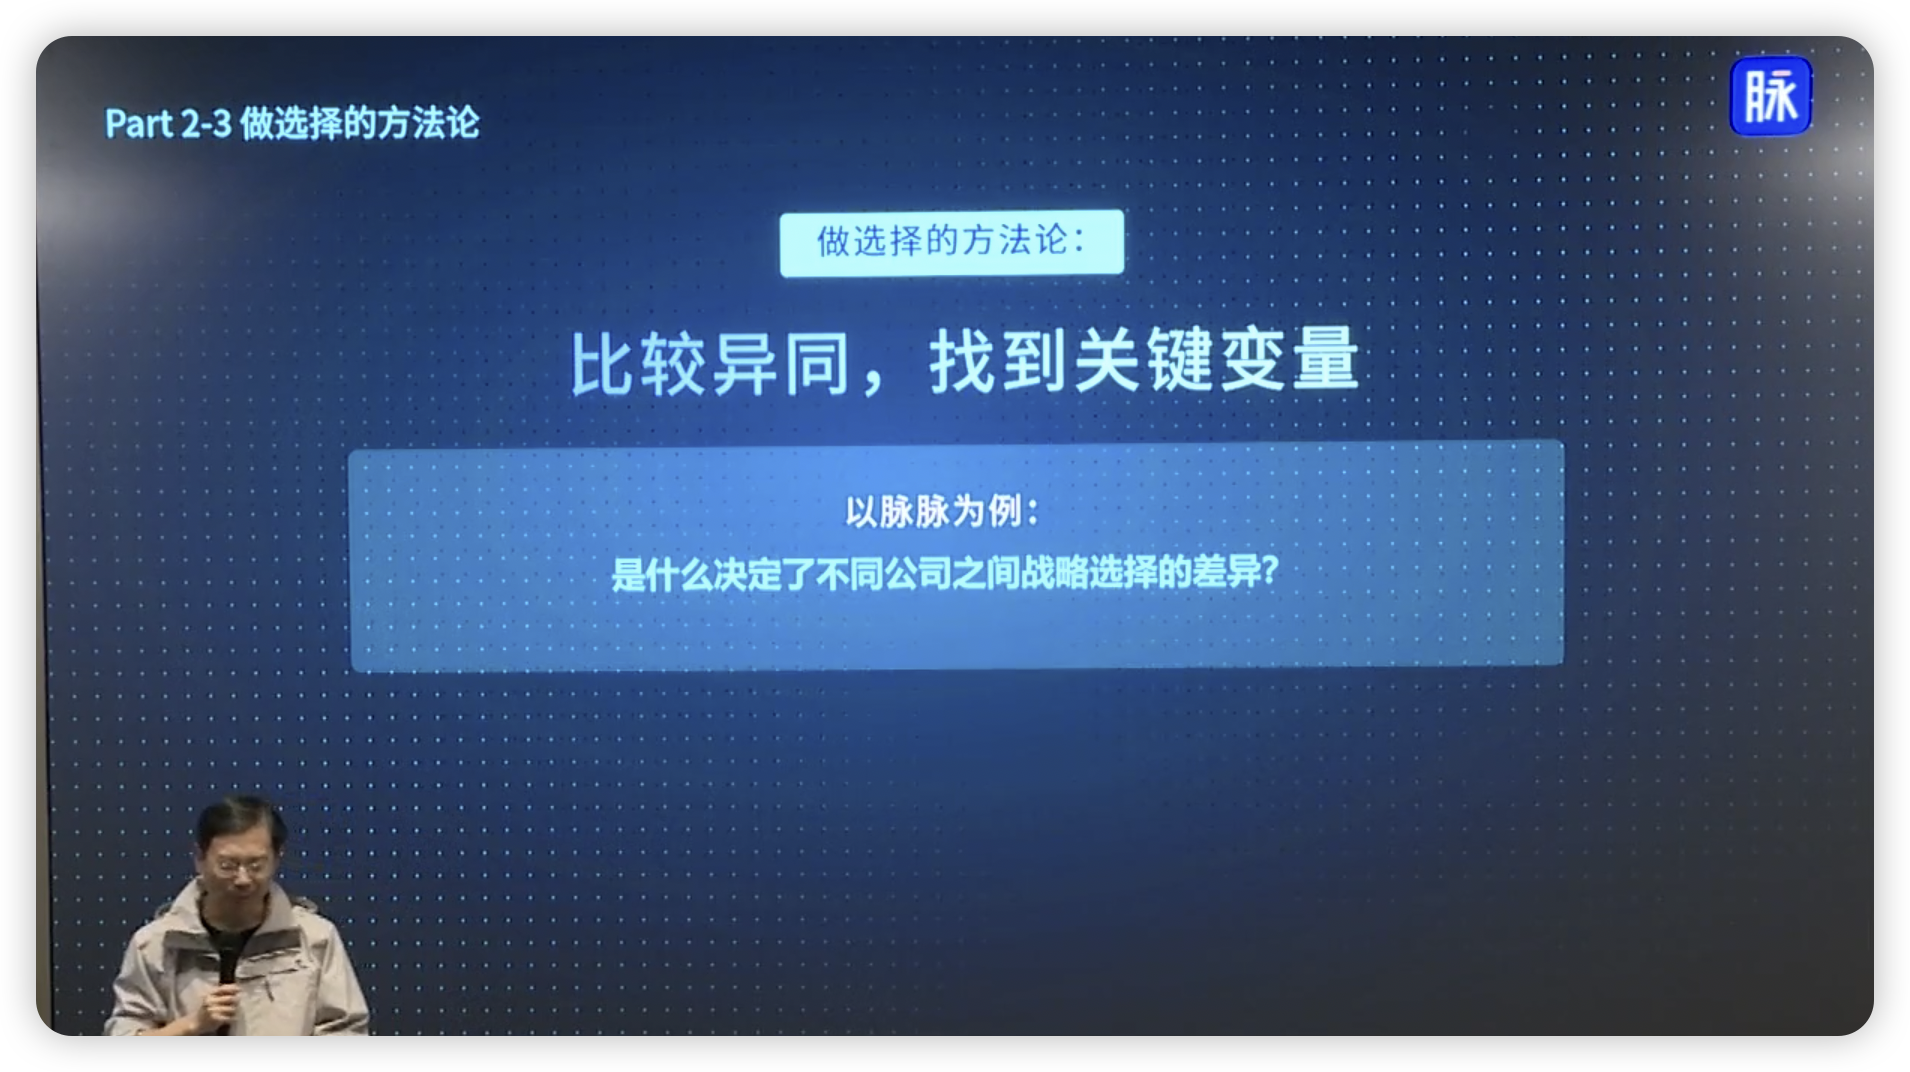 Part 2-3 做选择的方法论
脉
做选择的方法论：
比较异同，找到关键变量
以脉脉为例：
是什么决定了不同公司之间战略选择的差异？